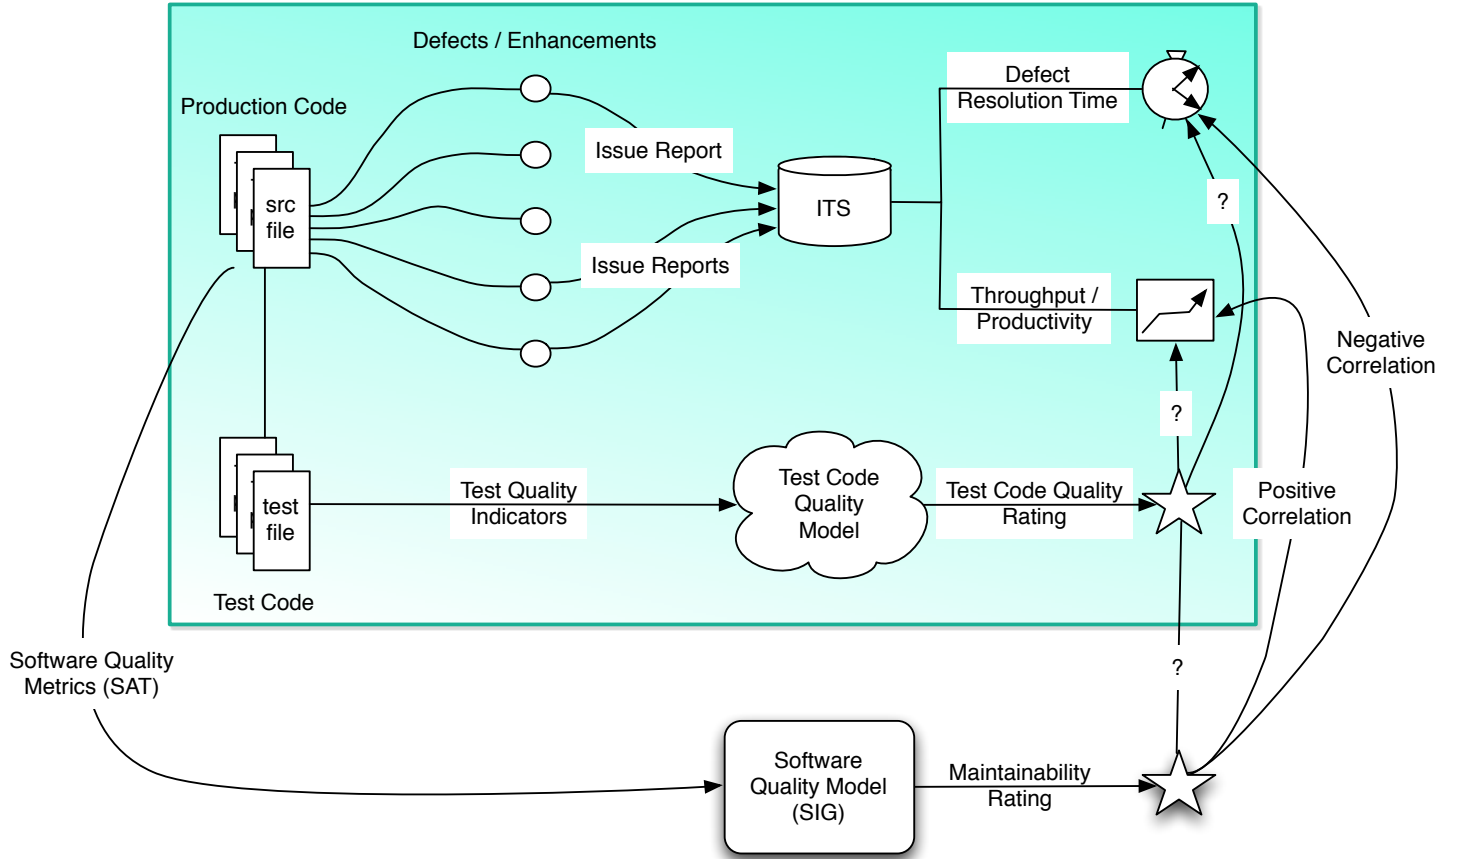 Defects / Enhancements
Production Code
src
file
Issue Report
Issue Reports
ITS
Defect
Resolution Time
?
Throughput /
Productivity
Negative
Correlation
?
Test Quality
Indicators
test
file
Test Code
Test Code
Quality
Model
Test Code Quality
Rating
Positive
Correlation
Software Quality
Metrics (SAT)
?
Software
Quality Model
(SIG)
Maintainability
Rating